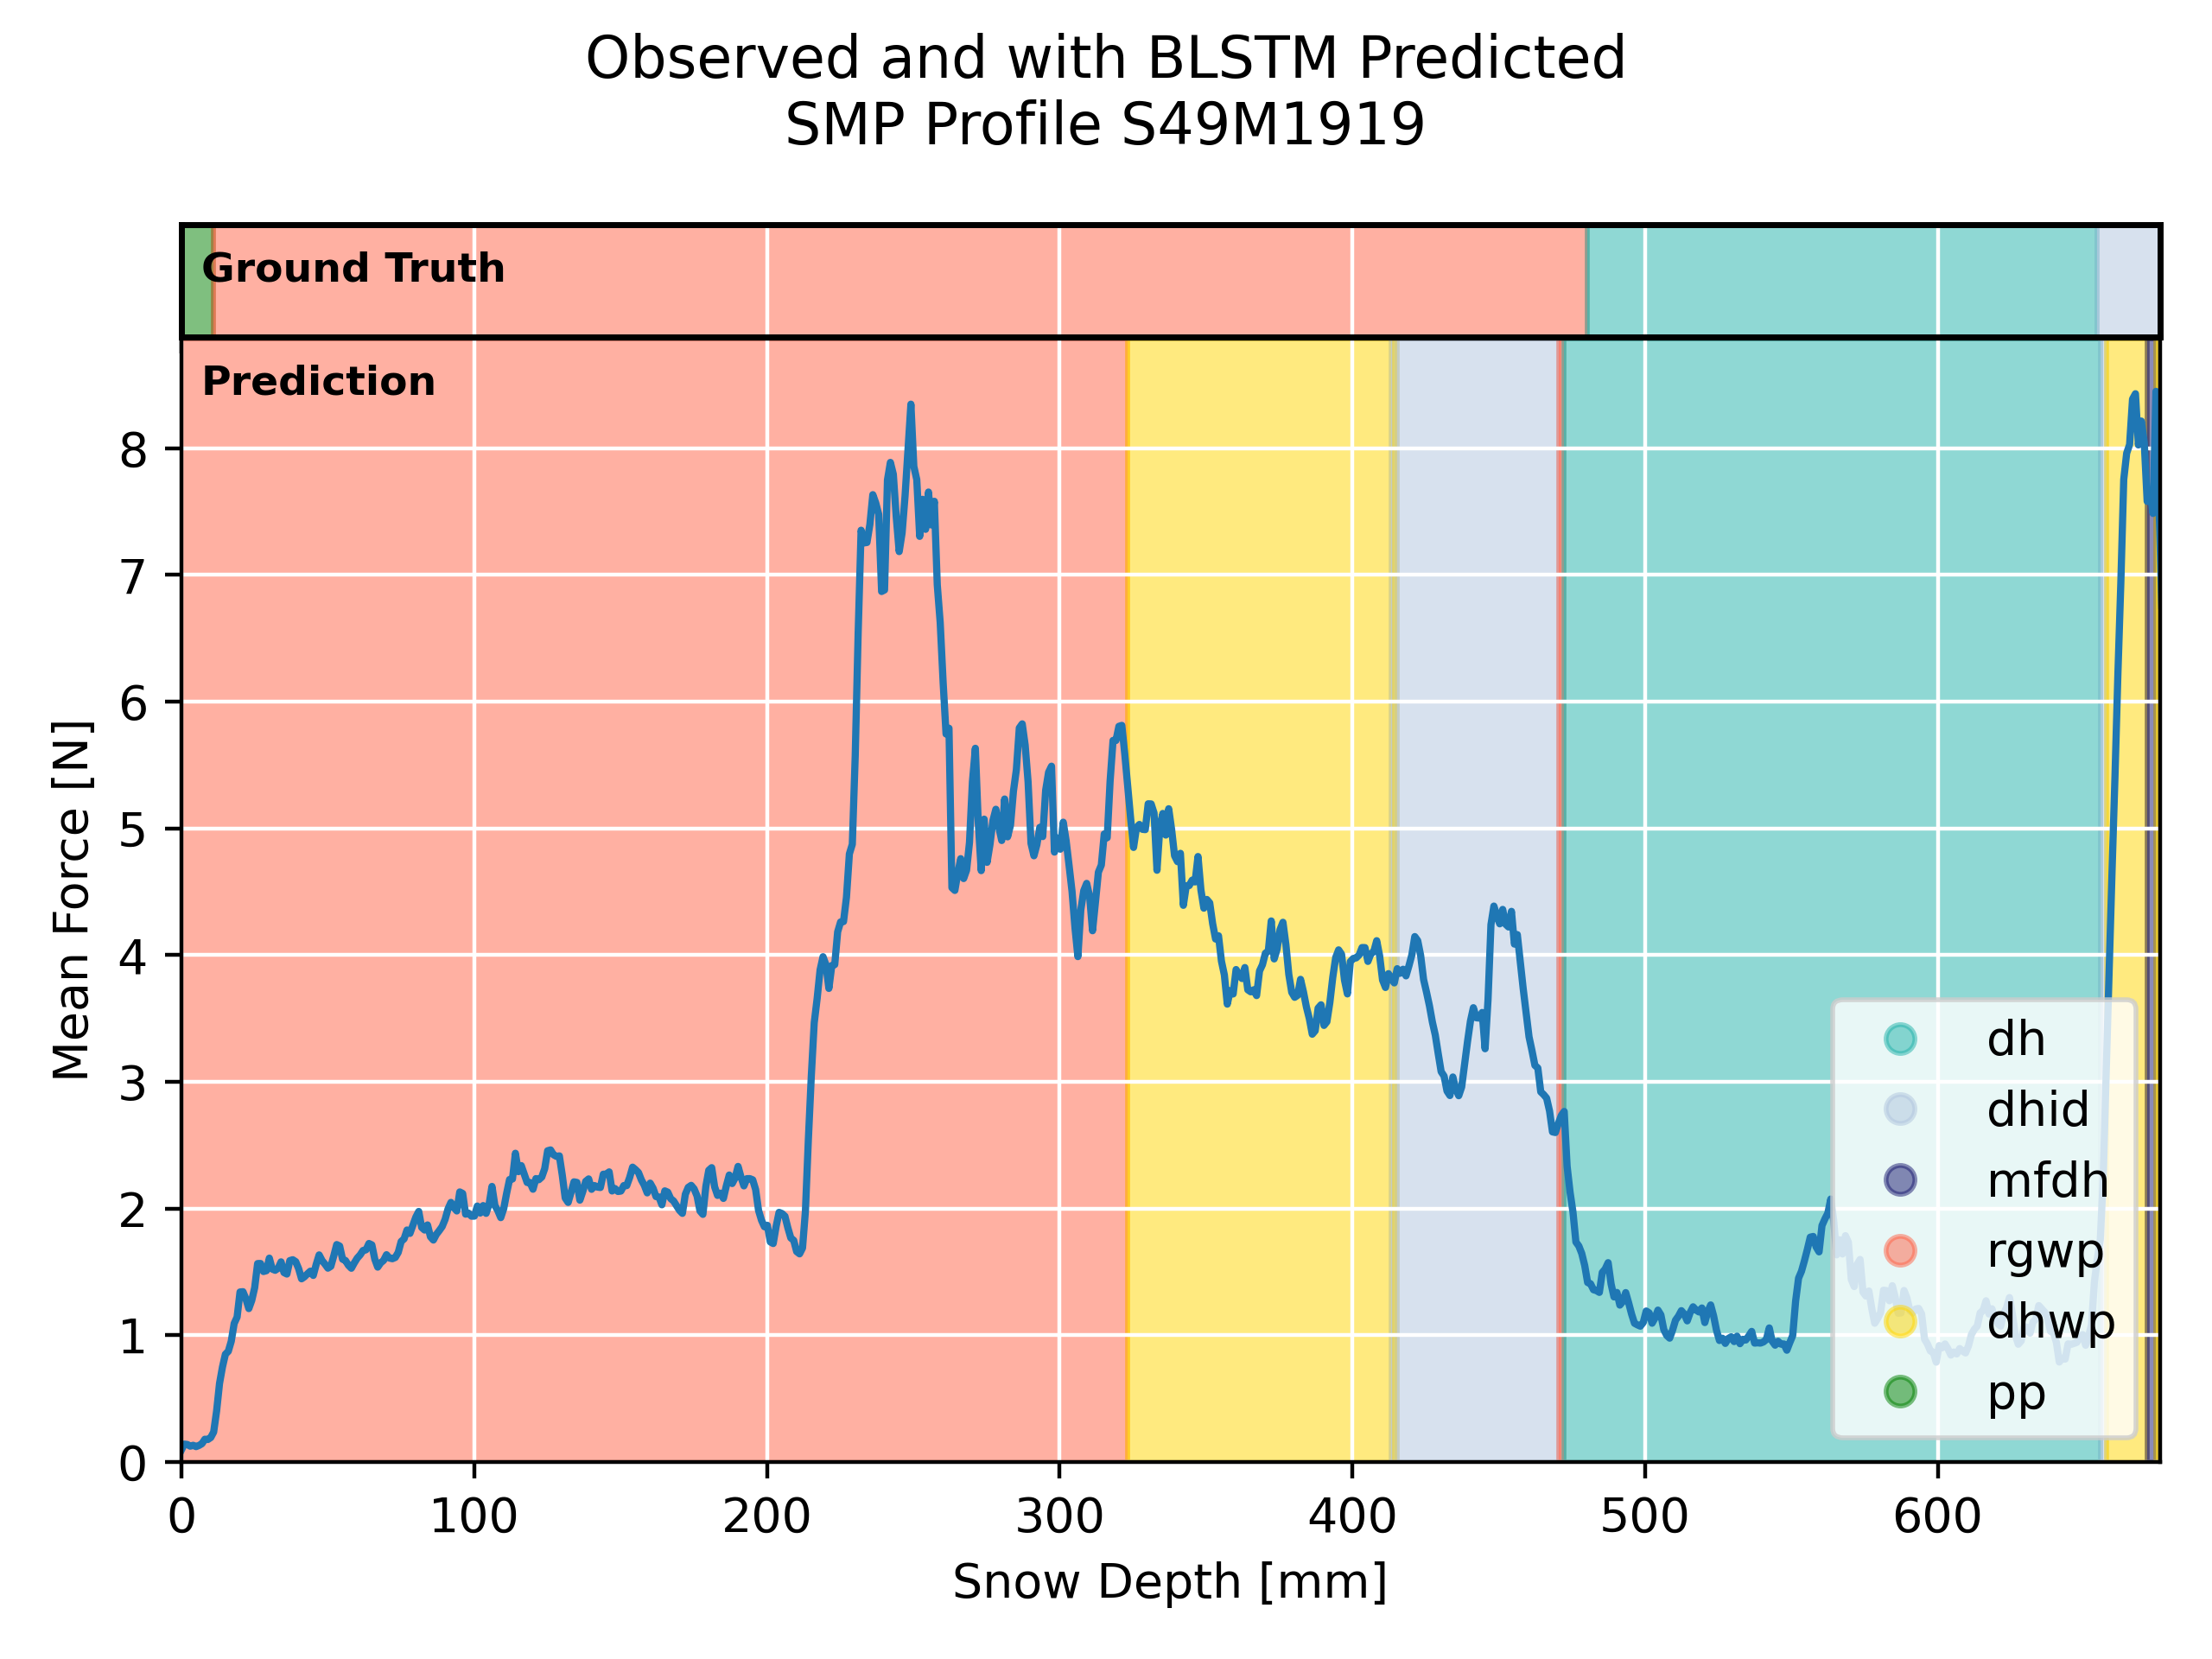 Observed and with BLSTM Predicted
SMP Profile S49M1919
Ground Truth
Prediction
8
7
6
5
4
3
2
1
0
Mean Force [N]
dh
dhid
mfdh
rgwp
dhwp
pp
0 100 200 300 400 500 600
Snow Depth [mm]